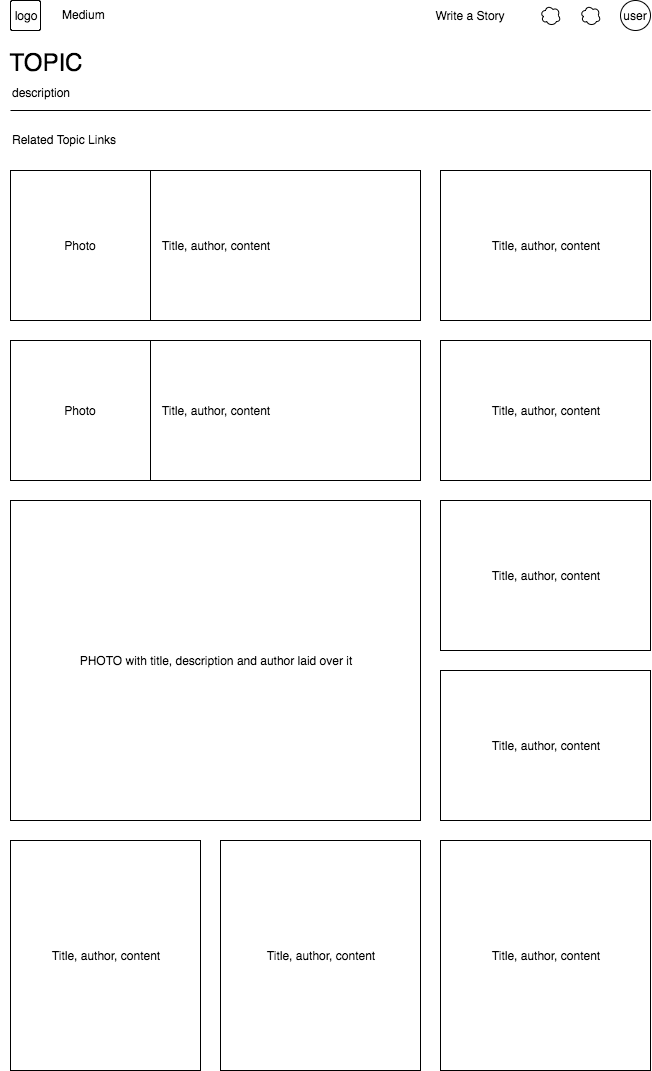 logo
Medium
Write a Story
user
TOPIC
description
Related Topic Links
Photo
Title, author, content
Title, author, content
Photo
Title, author, content
Title, author, content
PHOTO with title, description and author laid over it
Title, author, content
Title, author, content
Title, author, content
Title, author, content
Title, author, content